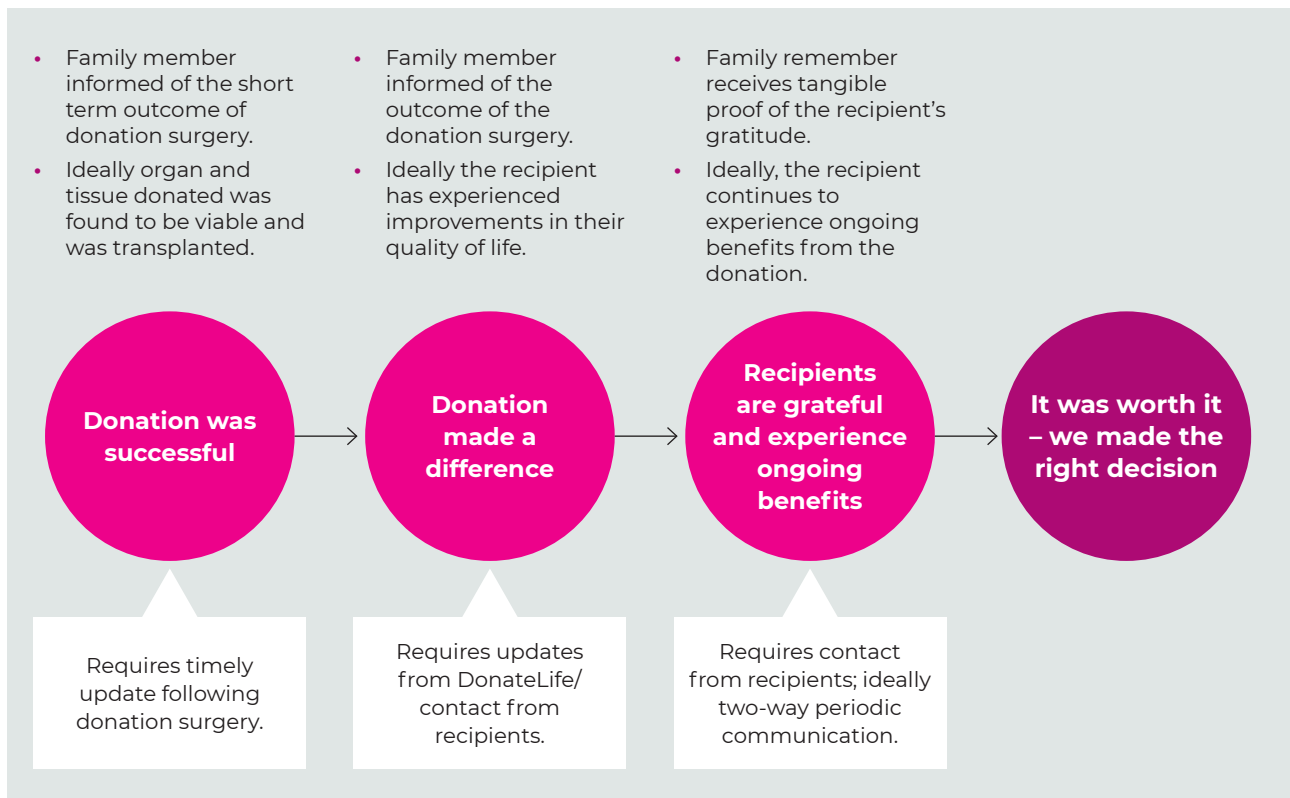 • Family member
informed of the short
term outcome of
donation surgery.
• Ideally organ and
tissue donated was
found to be viable and
was transplanted.
• Family member
informed of the
outcome of the
donation surgery.
• Ideally the recipient
has experienced
improvements in their
quality of life.
• Family remember
receives tangible
proof of the recipient’s
gratitude.
• Ideally, the recipient
continues to
experience ongoing
benefits from the
donation.
Donation was
successful
Donation
made a
difference
Recipients
are grateful
and experience
ongoing
benefits
It was worth it
– we made the
right decision
Requires timely
update following
donation surgery.
Requires updates
from DonateLife/
contact from
recipients.
Requires contact
from recipients; ideally
two-way periodic
communication.